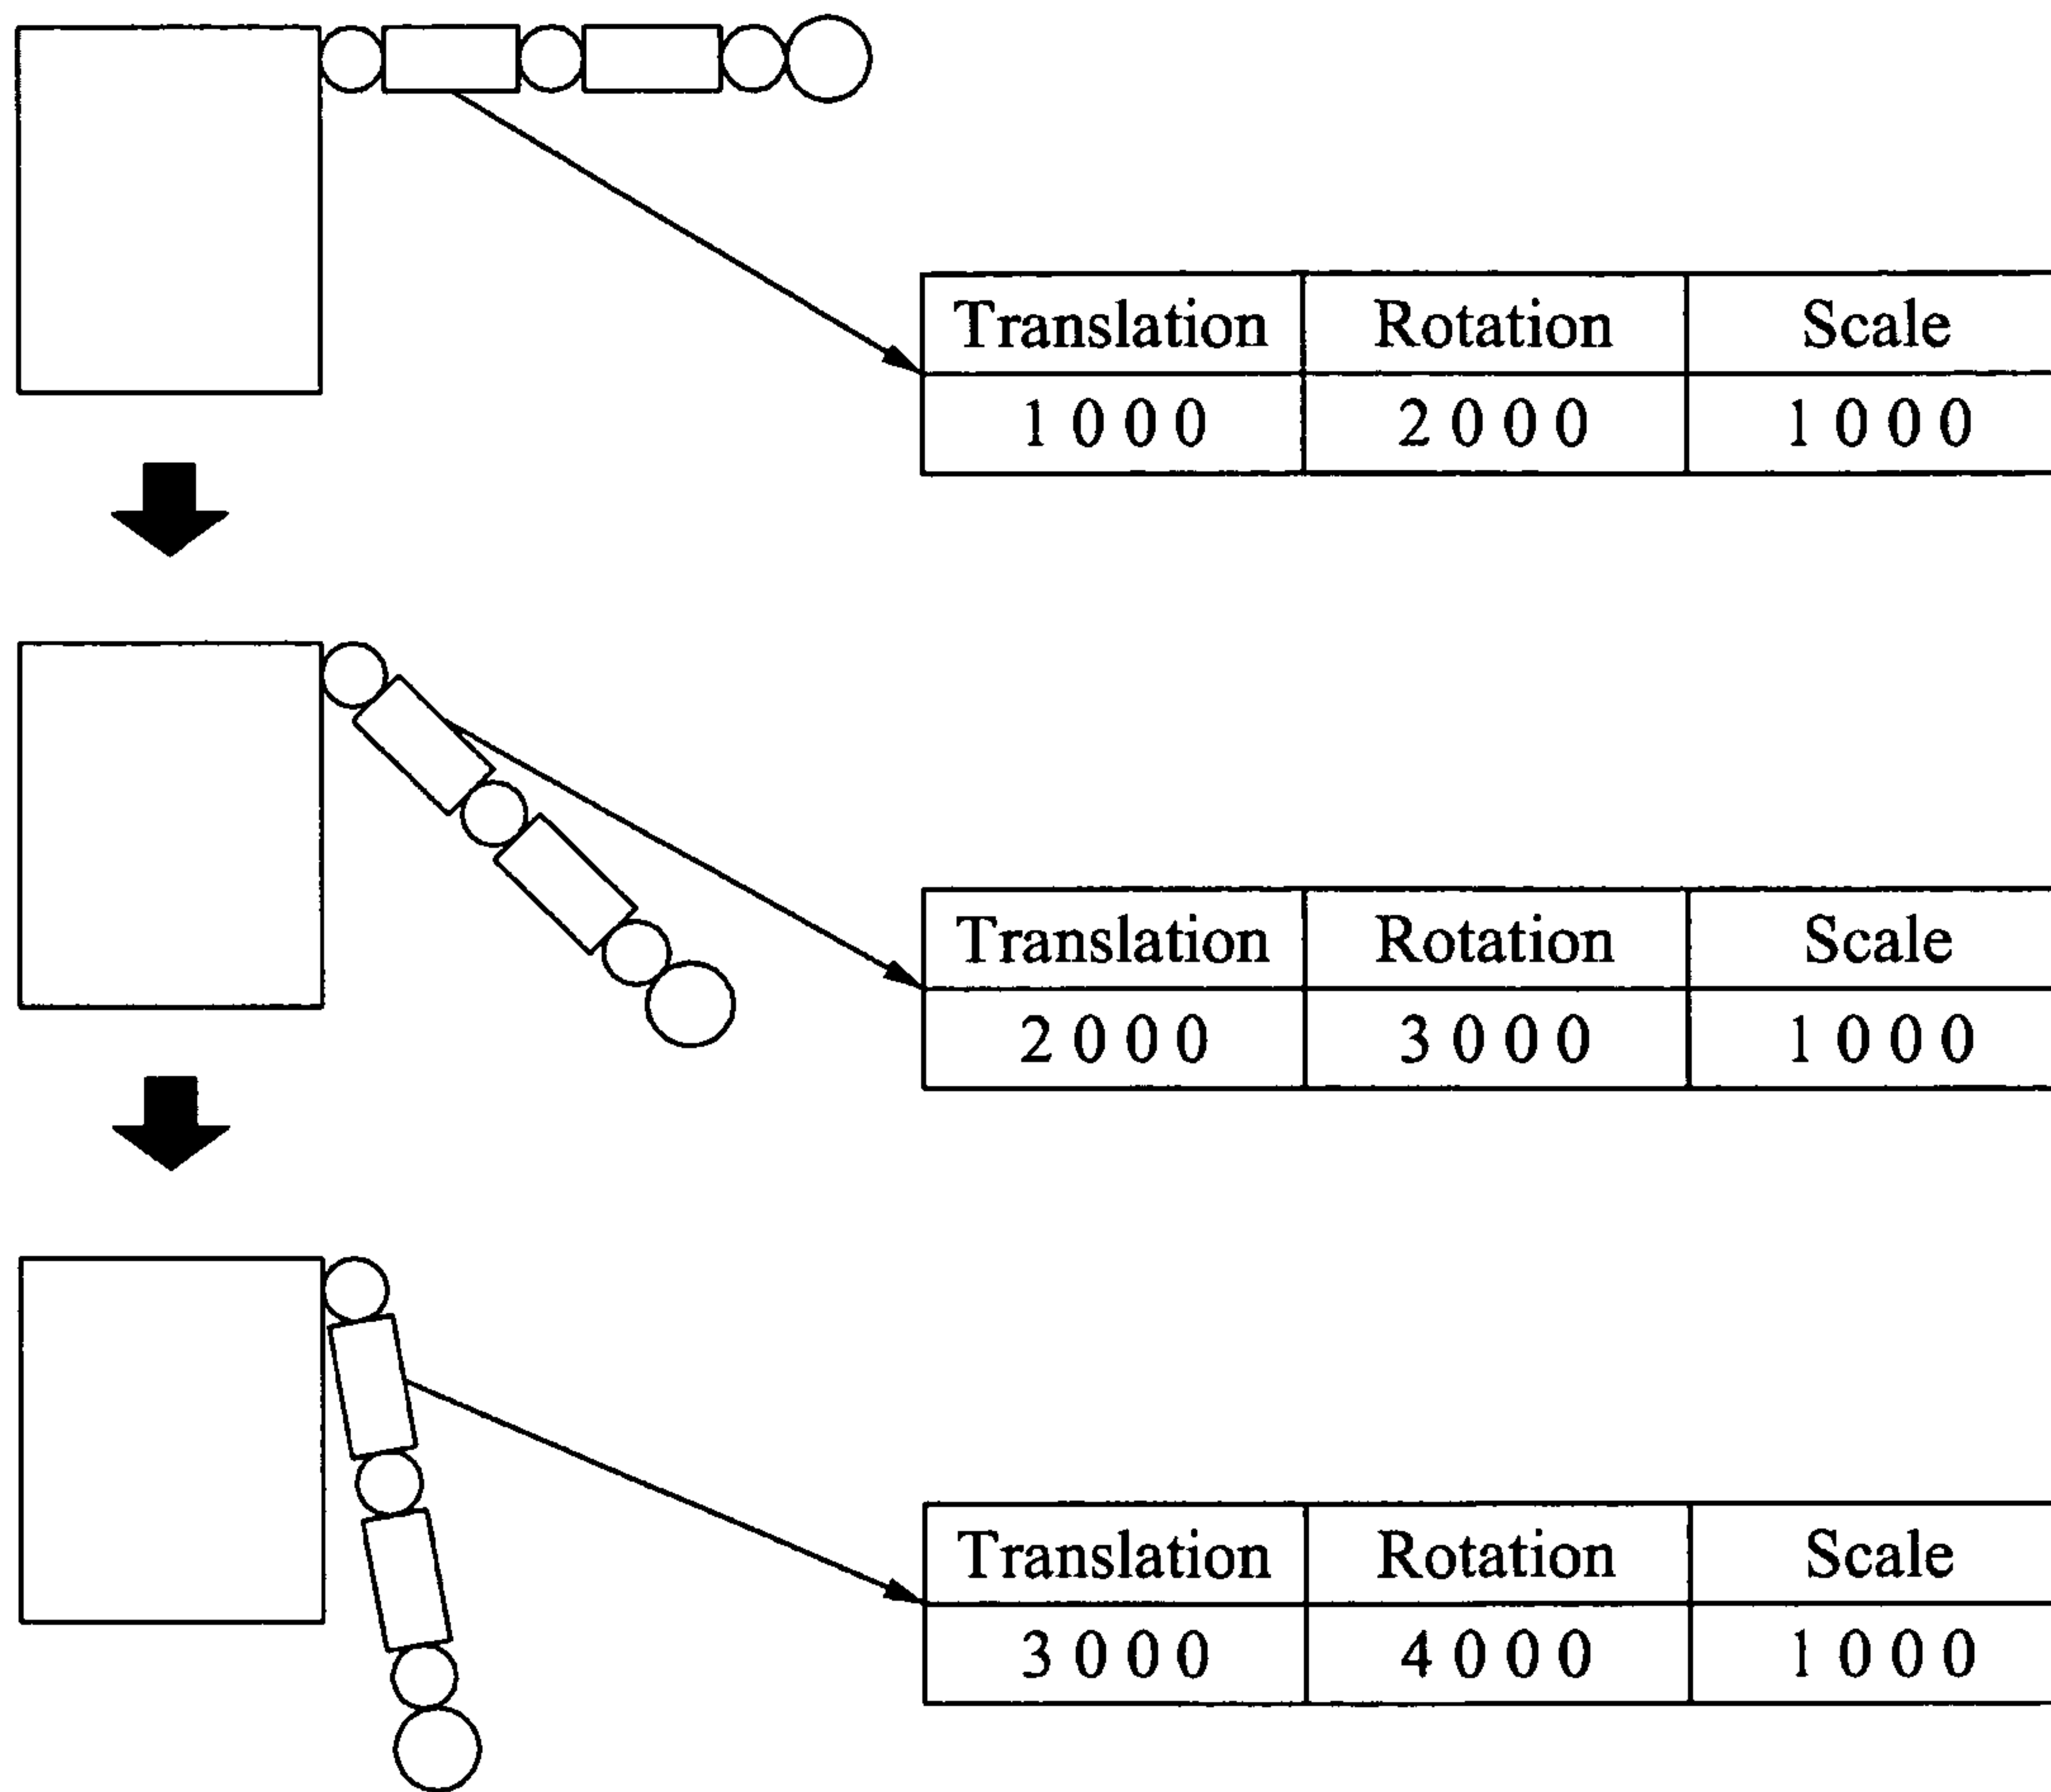 Translation Rotation Scale
1 0 0 0 2 0 0 0 1 0 0 0
Translation Rotation Scale
2 0 0 0 3 0 0 0 1 0 0 0
Translation Rotation Scale
3 0 0 0 4 0 0 0 1 0 0 0